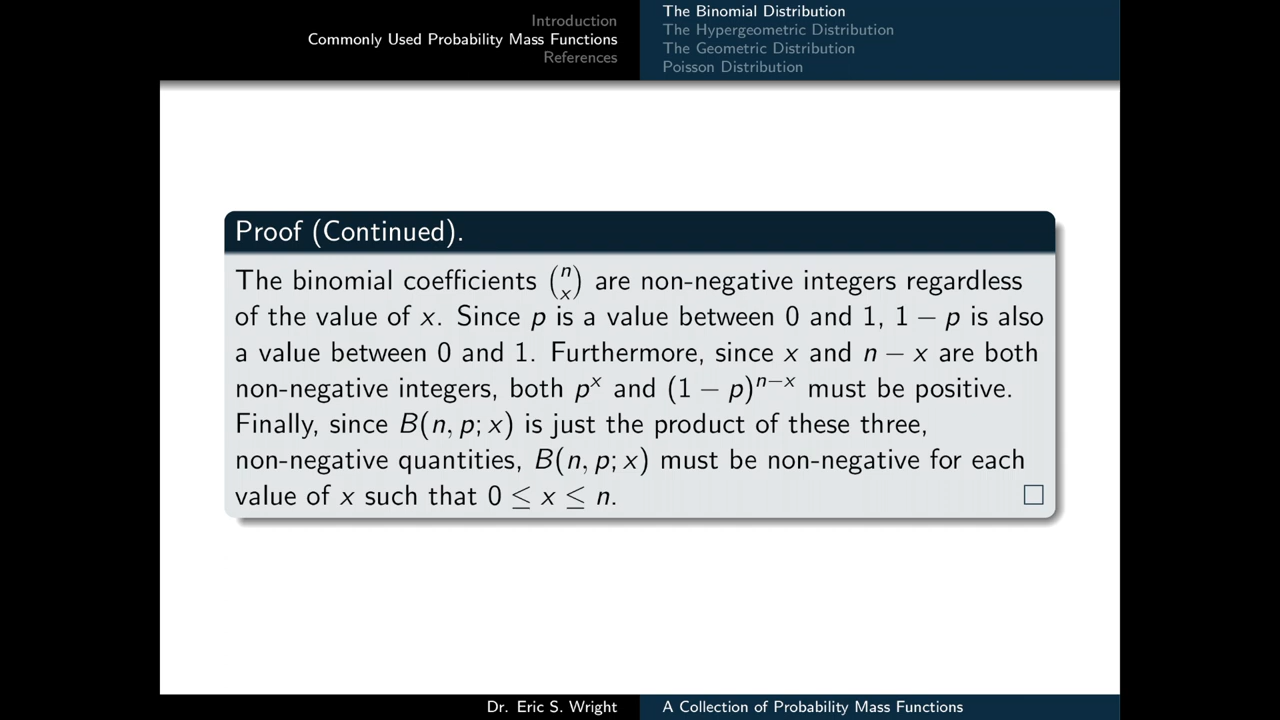 Introduction
Commonly Used Probability Mass Functions
References
The Binomial Distribution
The Hypergeometric Distribution
The Geometric Distribution
Poisson Distribution
Proof (Continued).
The binomial coefficients $\binom{n}{x}$ are non-negative integers regardless
of the value of $x$. Since $p$ is a value between 0 and 1, $1 - p$ is also
a value between 0 and 1. Furthermore, since $x$ and $n - x$ are both
non-negative integers, both $p^x$ and $(1 - p)^{n-x}$ must be positive.
Finally, since $B(n, p; x)$ is just the product of these three,
non-negative quantities, $B(n, p; x)$ must be non-negative for each
value of $x$ such that $0 \leq x \leq n$. □
Dr. Eric S. Wright
A Collection of Probability Mass Functions